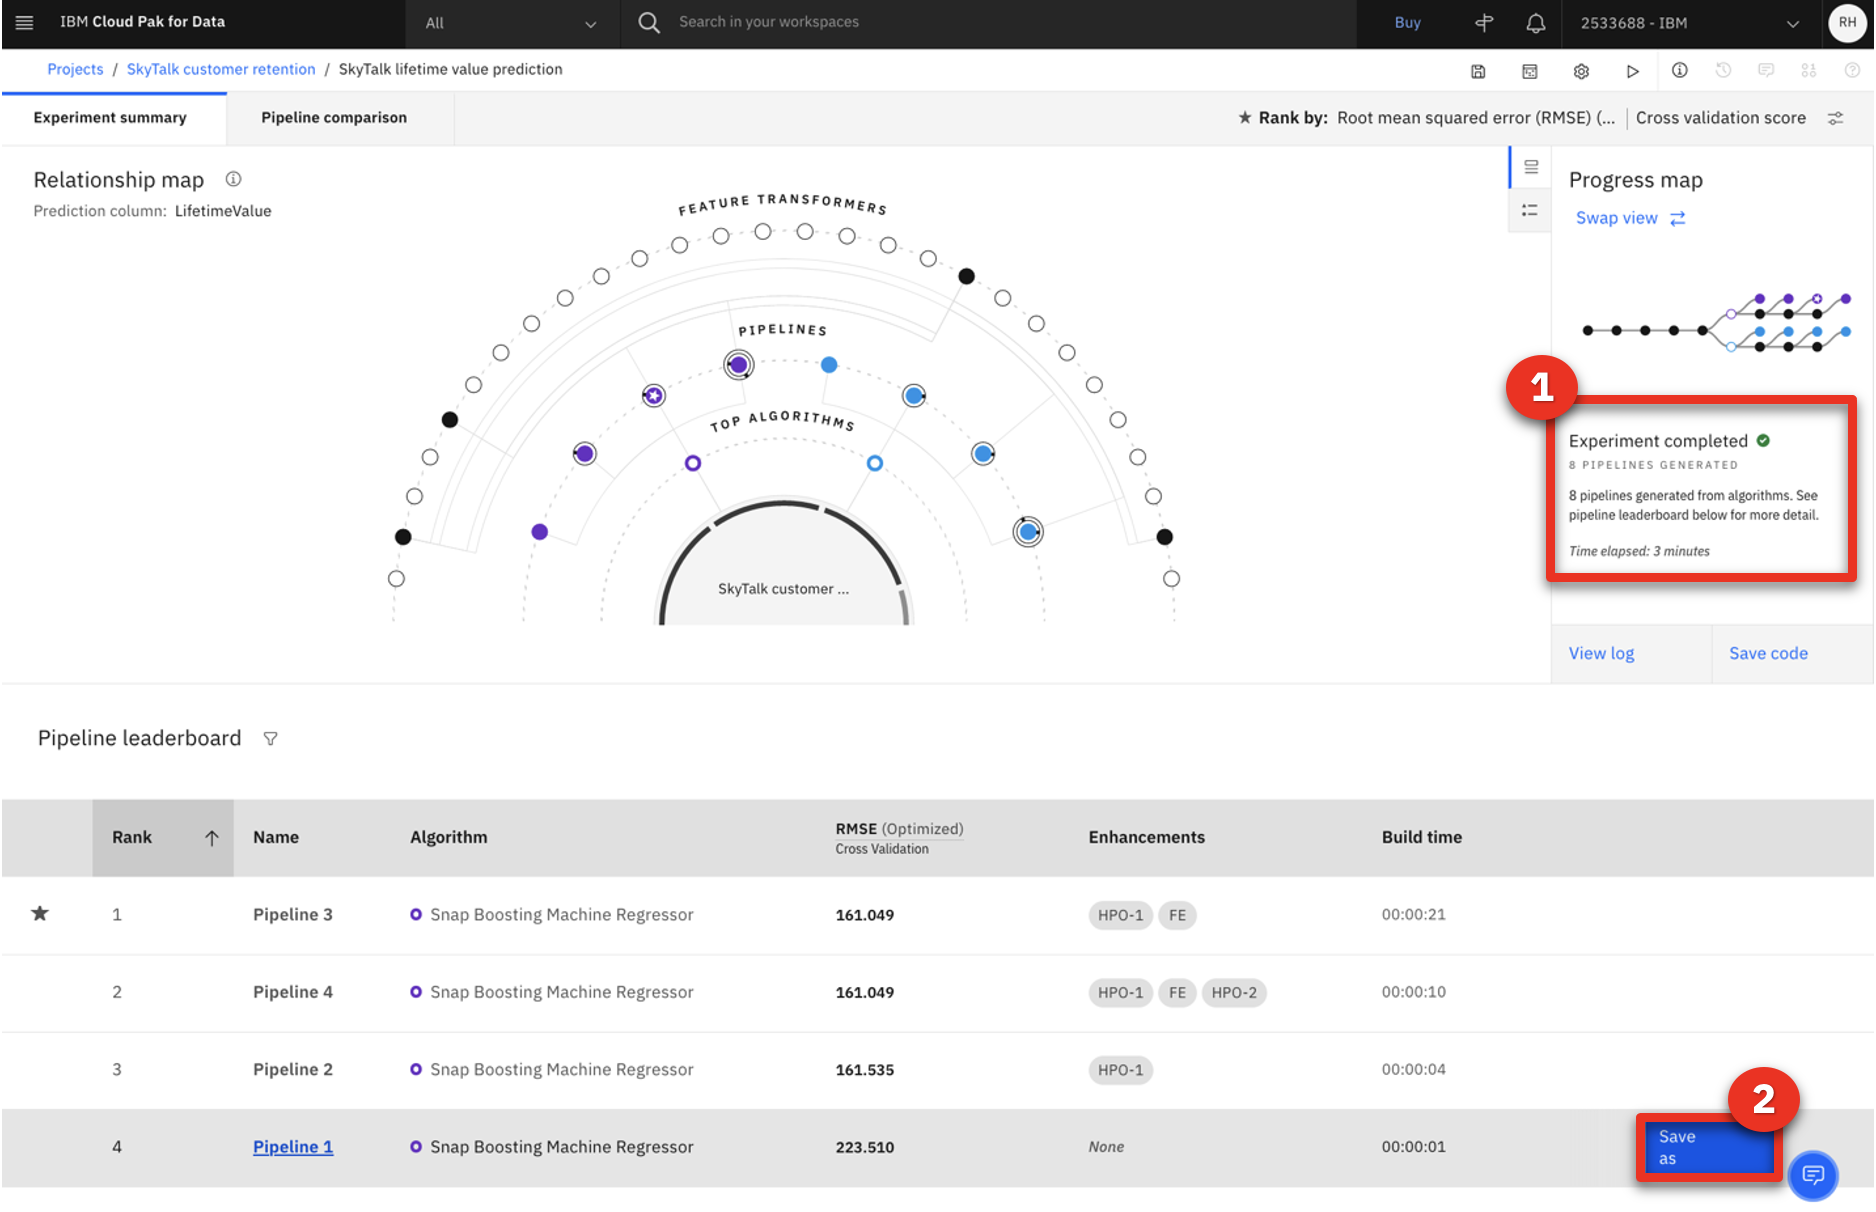 IBM Cloud Pak for Data
All
Search in your workspaces
Buy
2533688 - IBM
RH
Projects / SkyTalk customer retention / SkyTalk lifetime value prediction
Experiment summary
Pipeline comparison
Rank by: Root mean squared error (RMSE) (...
Cross validation score
Relationship map
Prediction column: LifetimeValue
FEATURE TRANSFORMERS
PIPELINES
TOP ALGORITHMS
SkyTalk customer ...
Progress map
Swap view
1
Experiment completed
8 PIPELINES GENERATED
8 pipelines generated from algorithms. See
pipeline leaderboard below for more detail.
Time elapsed: 3 minutes
View log
Save code
Pipeline leaderboard
Rank Name Algorithm RMSE (Optimized) Enhancements Build time
Cross Validation
1 Pipeline 3 Snap Boosting Machine Regressor 161.049 HPO-1 FE 00:00:21
2 Pipeline 4 Snap Boosting Machine Regressor 161.049 HPO-1 FE HPO-2 00:00:10
3 Pipeline 2 Snap Boosting Machine Regressor 161.535 HPO-1 00:00:04
4 Pipeline 1 Snap Boosting Machine Regressor 223.510 None 00:00:01
2
Save
as